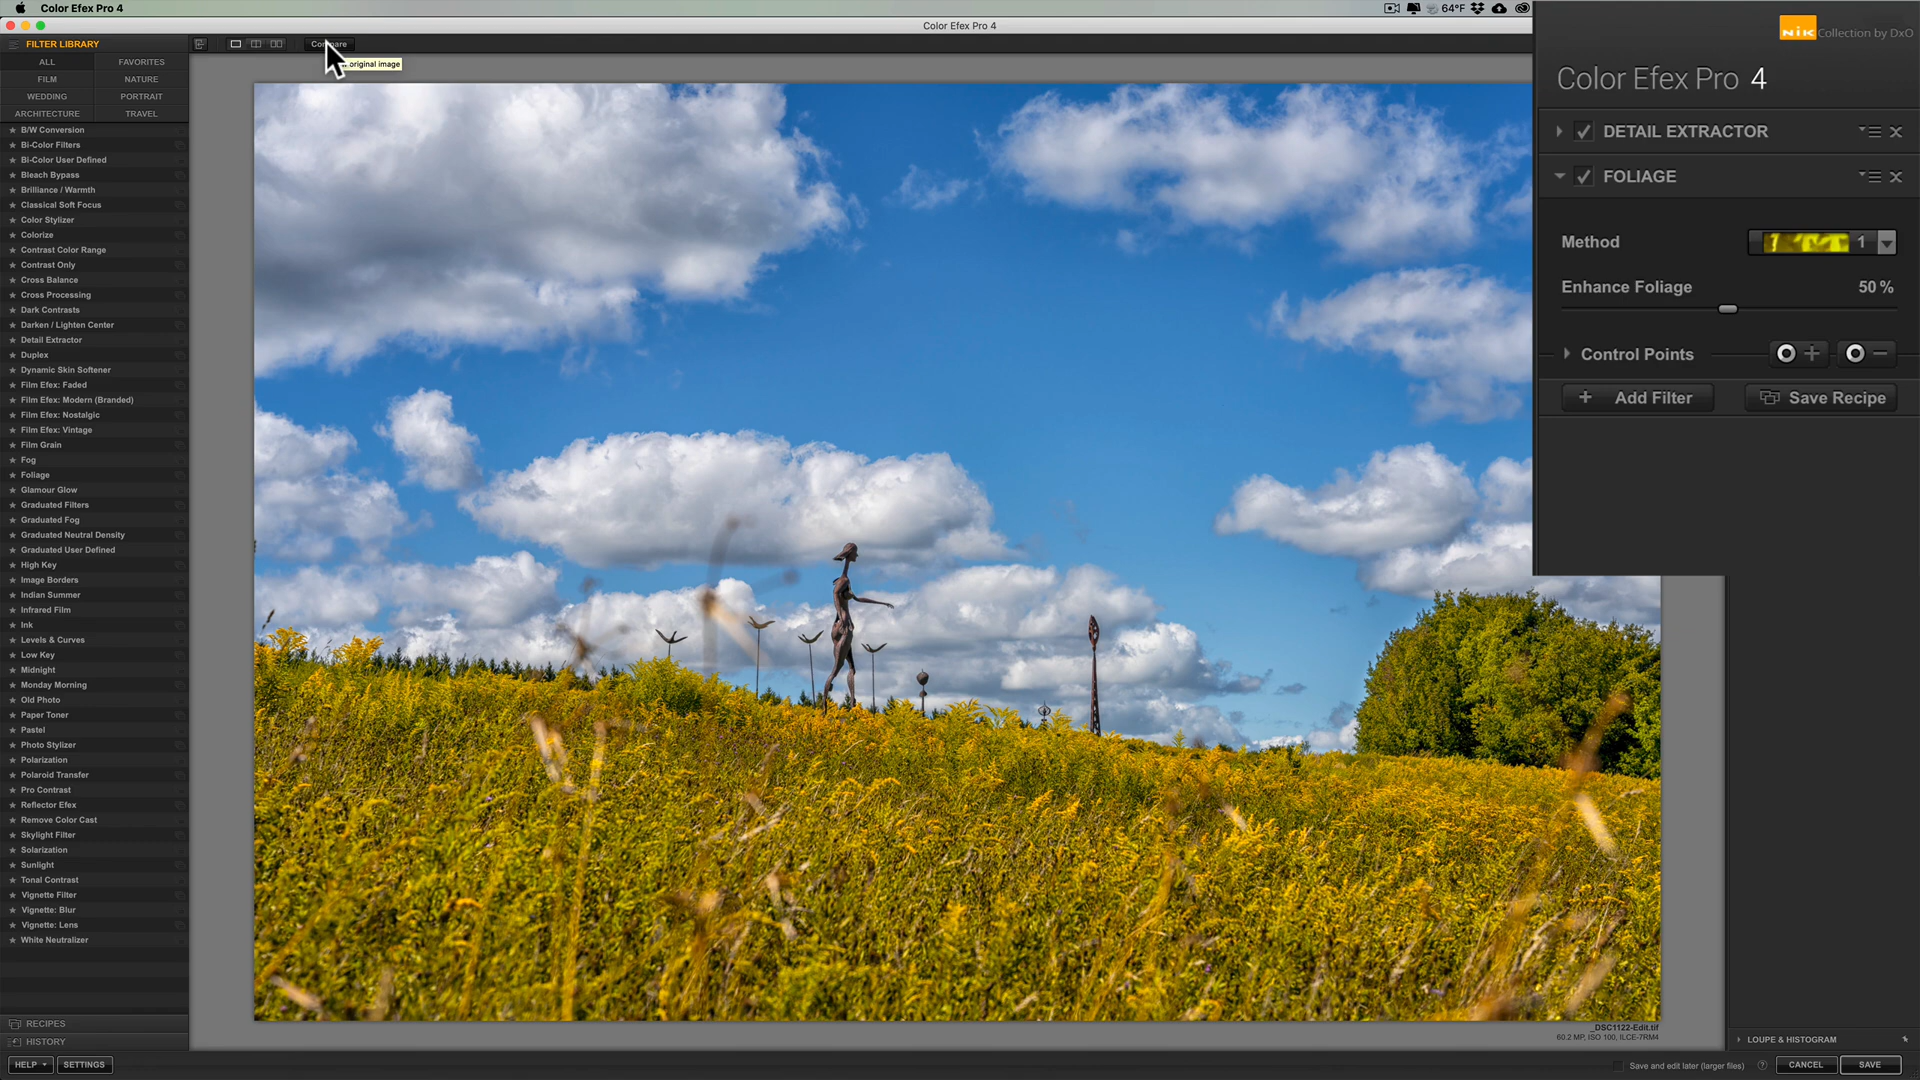 Color Efex Pro 4
64°F
Color Efex Pro 4
FILTER LIBRARY
Compare
original image
ALL FAVORITES
FILM NATURE
WEDDING PORTRAIT
ARCHITECTURE TRAVEL
B/W Conversion
Bi-Color Filters
Bi-Color User Defined
Bleach Bypass
Brilliance / Warmth
Classical Soft Focus
Color Stylizer
Colorize
Contrast Color Range
Contrast Only
Cross Balance
Cross Processing
Dark Contrasts
Darken / Lighten Center
Detail Extractor
Duplex
Dynamic Skin Softener
Film Efex: Faded
Film Efex: Modern (Branded)
Film Efex: Nostalgic
Film Efex: Vintage
Film Grain
Fog
Foliage
Glamour Glow
Graduated Filters
Graduated Fog
Graduated Neutral Density
Graduated User Defined
High Key
Image Borders
Indian Summer
Infrared Film
Ink
Levels & Curves
Low Key
Midnight
Monday Morning
Old Photo
Paper Toner
Pastel
Photo Stylizer
Polarization
Polaroid Transfer
Pro Contrast
Reflector Efex
Remove Color Cast
Skylight Filter
Solarization
Sunlight
Tonal Contrast
Vignette Filter
Vignette: Blur
Vignette: Lens
White Neutralizer
RECIPES
HISTORY
HELP SETTINGS
Nik Collection by DxO
Color Efex Pro 4
DETAIL EXTRACTOR
FOLIAGE
Method 1
Enhance Foliage 50 %
Control Points
Add Filter Save Recipe
_DSC1122-Edit.tif
60.2 MP, ISO 100, ILCE-7RM4
LOUPE & HISTOGRAM
Save and edit later (larger files) ? CANCEL SAVE